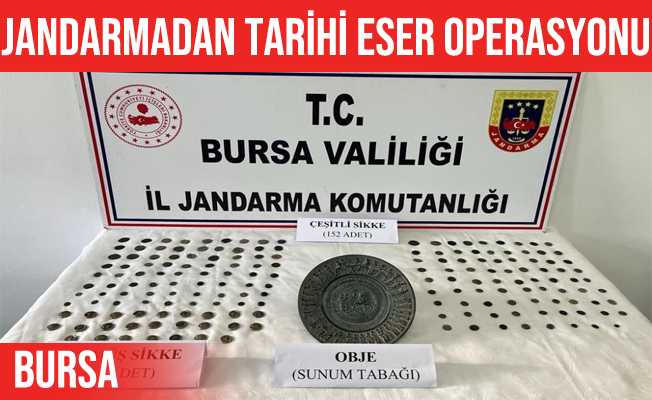 JANDARMADAN TARİHİ ESER OPERASYONU
T.C.
BURSA VALİLİĞİ
İL JANDARMA KOMUTANLIĞI
JANDARMA
ÇEŞİTLİ SİKKE
(152 ADET)
SİKKE
ADET)
OBJE
(SUNUM TABAĞI)
BURSA